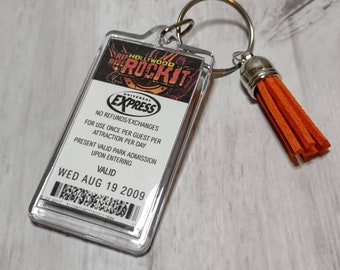 HOLLYWOOD
RIP
RIDE
ROCKIT
UNIVERSAL
EXPRESS
NO REFUNDS/EXCHANGES
FOR USE ONCE PER GUEST PER
ATTRACTION PER DAY
PRESENT VALID PARK ADMISSION
UPON ENTERING
VALID
WED AUG 19 2009